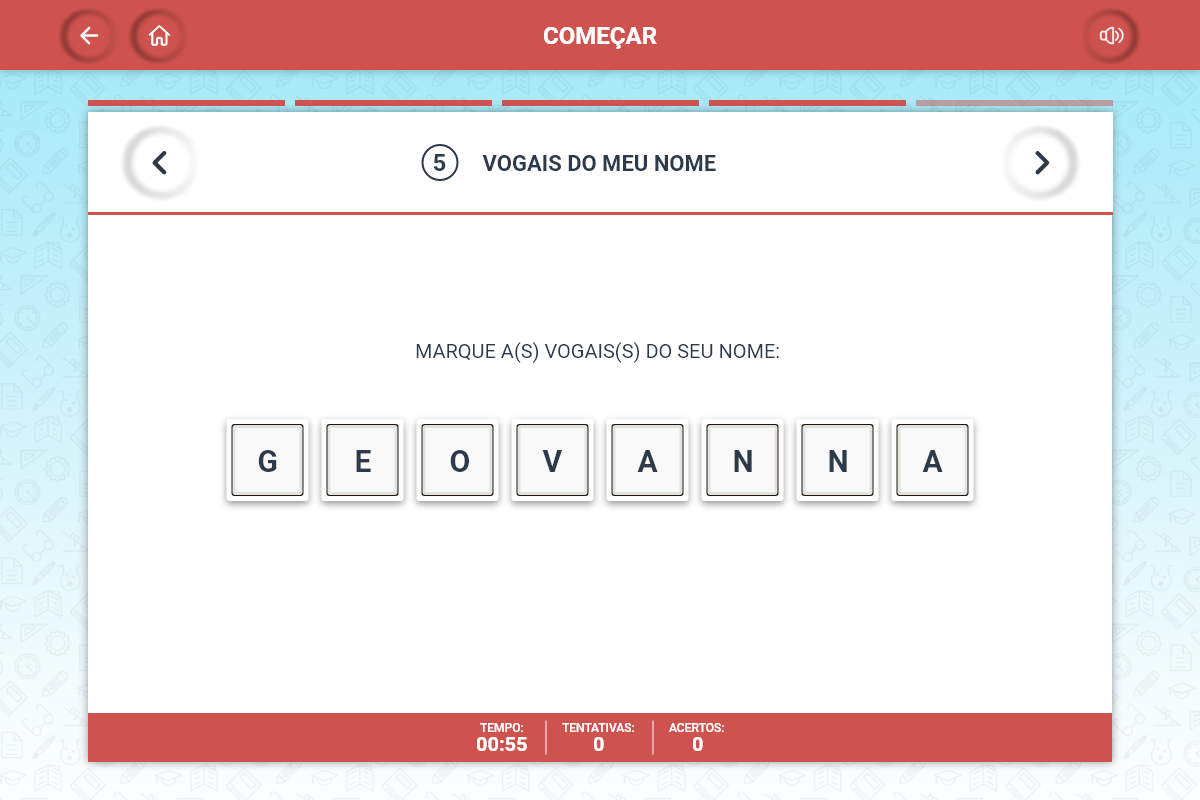 COMEÇAR
5 VOGAIS DO MEU NOME
MARQUE A(S) VOGAIS(S) DO SEU NOME:
G E O V A N N A
TEMPO: TENTATIVAS: ACERTOS:
00:55 0 0